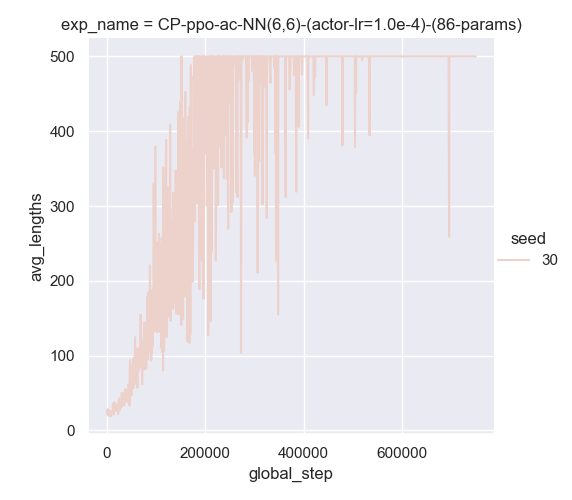 exp_name = CP-ppo-ac-NN(6,6)-(actor-lr=1.0e-4)-(86-params)
500
400
300
200
100
0
avg_lengths
seed
30
0 200000 400000 600000
global_step